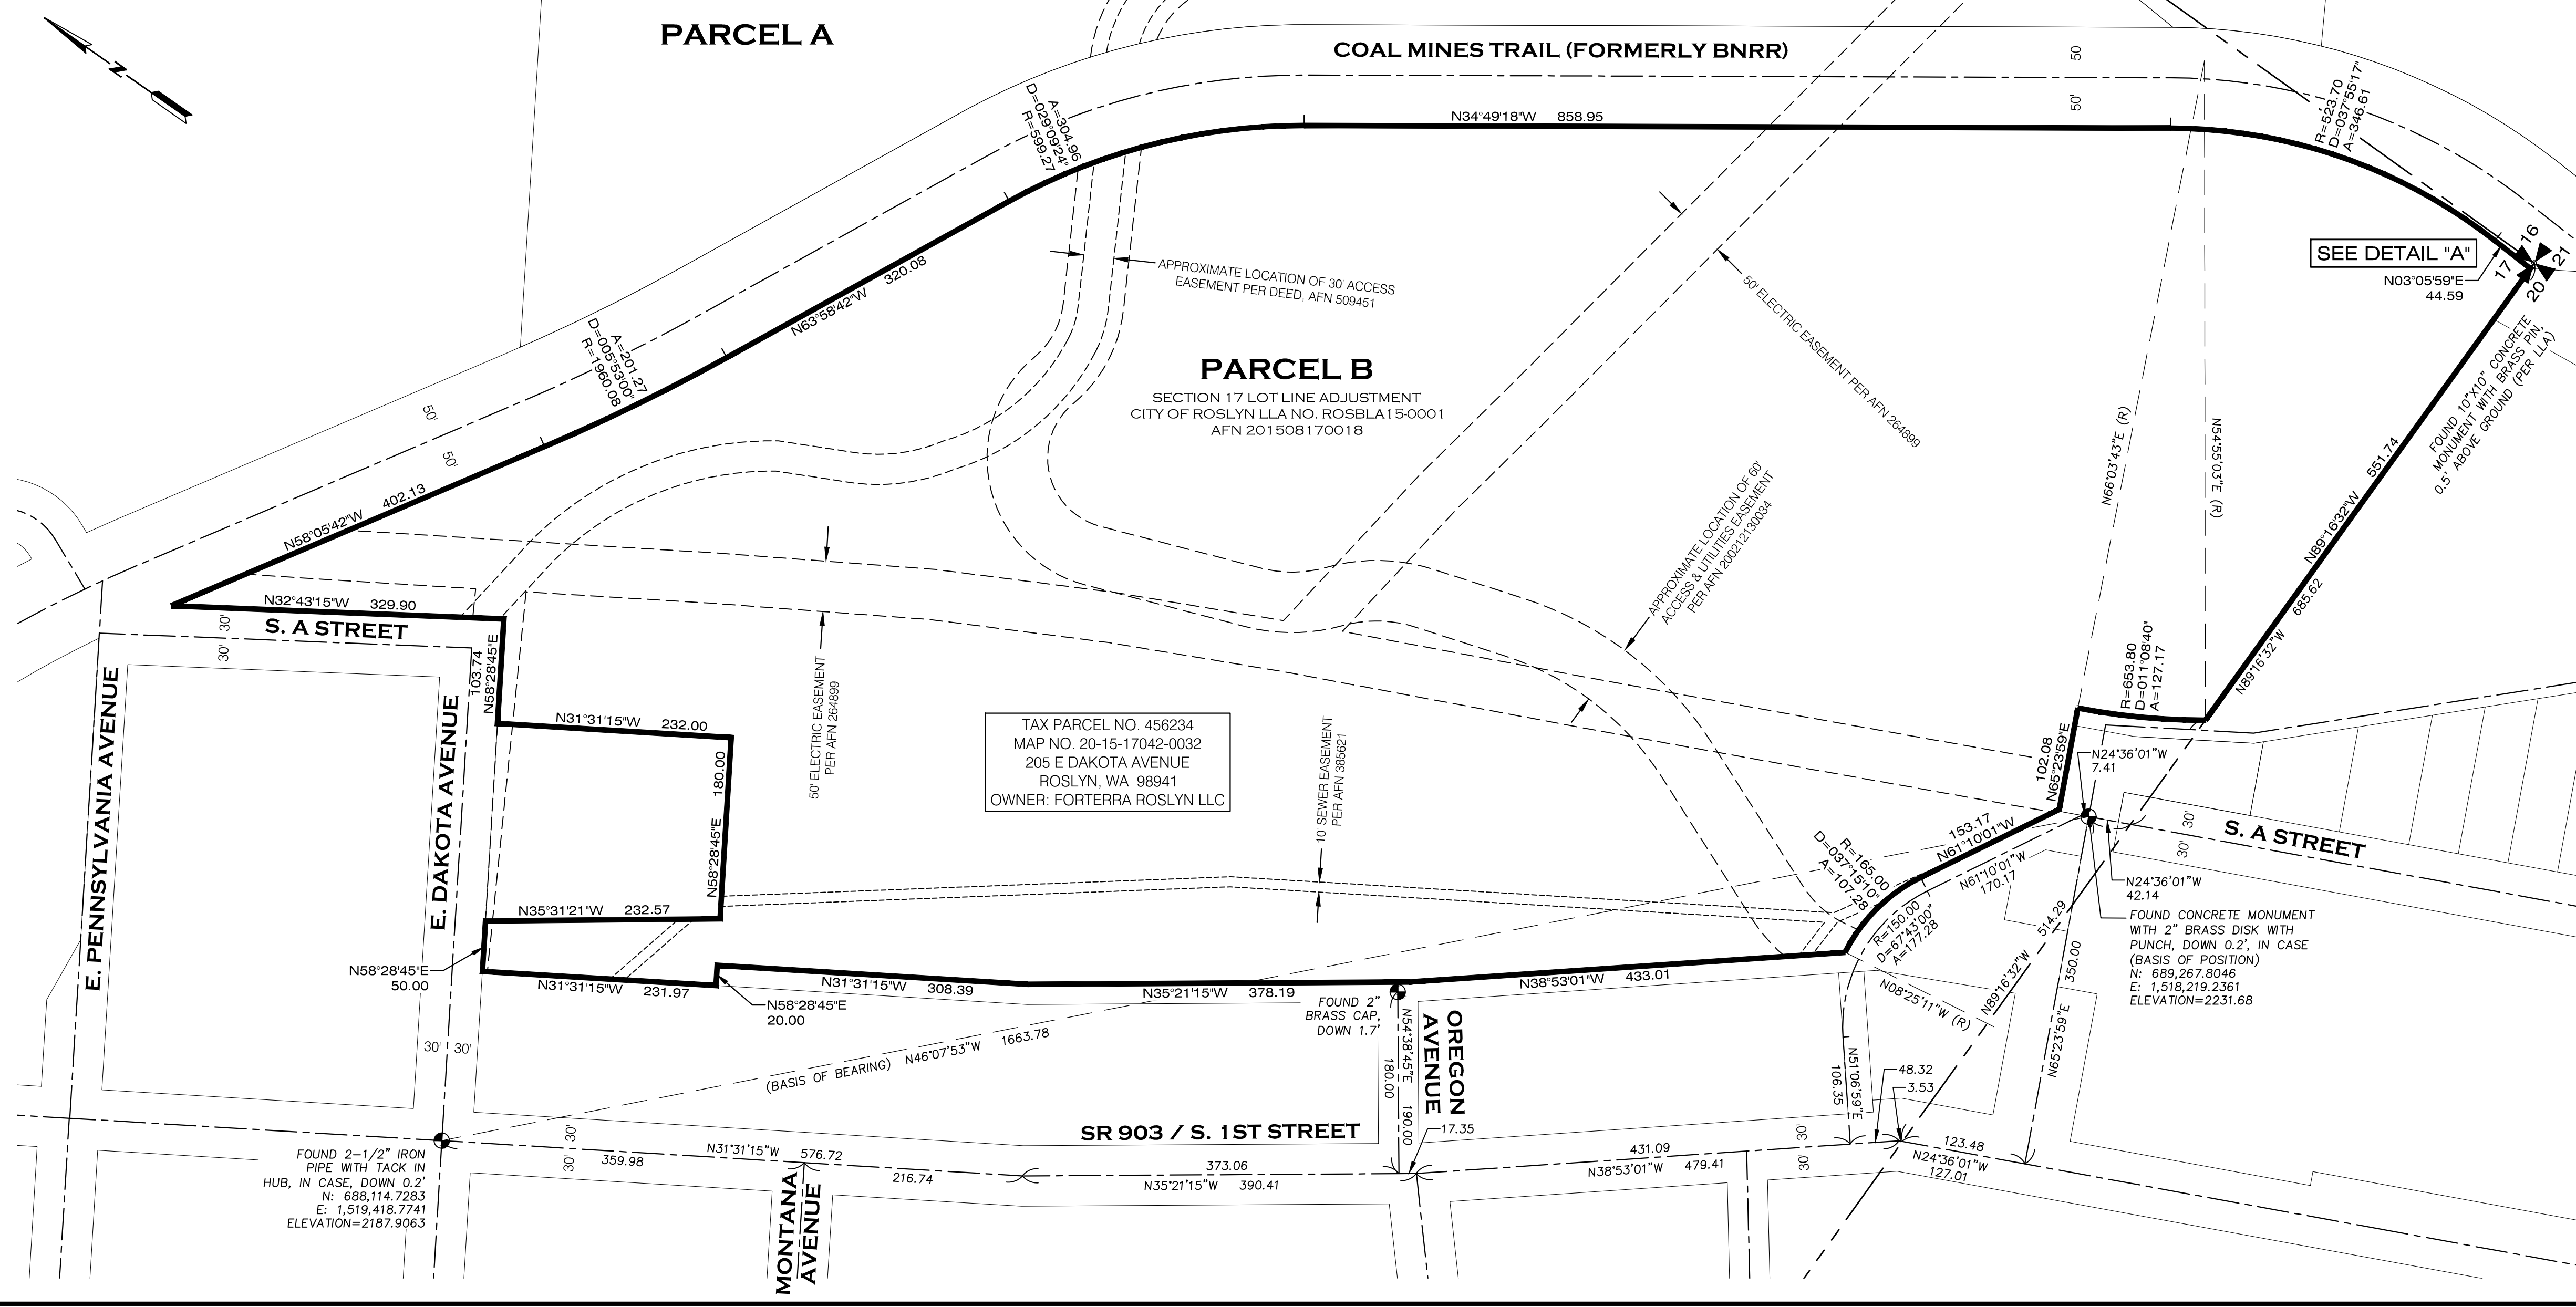 PARCEL A
N
COAL MINES TRAIL (FORMERLY BNRR)
50'
50'
R=523.70
D=037°55'17"
A=346.61
N34°49'18"W 858.95
A=304.96
D=029°09'24"
R=599.27
SEE DETAIL "A"
16
21
17
20
N03°05'59"E
44.59
APPROXIMATE LOCATION OF 30' ACCESS
EASEMENT PER DEED, AFN 509451
N63°58'42"W 320.08
A=201.27
D=005°53'00"
R=1960.08
50'
50'
50' ELECTRIC EASEMENT PER AFN 264899
FOUND 10"X10" CONCRETE
MONUMENT WITH BRASS PIN,
0.5' ABOVE GROUND (PER LLA)
PARCEL B
SECTION 17 LOT LINE ADJUSTMENT
CITY OF ROSLYN LLA NO. ROSBLA15-0001
AFN 201508170018
N66°03'43"E (R)
N54°55'03"E (R)
N89°16'32"W 551.74
N89°16'32"W 685.62
APPROXIMATE LOCATION OF 60'
ACCESS & UTILITIES EASEMENT
PER AFN 200212130034
N58°05'42"W 402.13
N32°43'15"W 329.90
30'
S. A STREET
30'
103.74
N58°28'45"E
E. PENNSYLVANIA AVENUE
E. DAKOTA AVENUE
N31°31'15"W 232.00
N58°28'45"E 180.00
50' ELECTRIC EASEMENT
PER AFN 264899
TAX PARCEL NO. 456234
MAP NO. 20-15-17042-0032
205 E DAKOTA AVENUE
ROSLYN, WA 98941
OWNER: FORTERRA ROSLYN LLC
10' SEWER EASEMENT
PER AFN 385621
R=653.80
D=011°08'40"
A=127.17
102.08
N65°23'59"E
N24°36'01"W
7.41
30'
30'
S. A STREET
153.17
N61°10'01"W
N61°10'01"W
170.17
R=165.00
D=037°15'10"
A=107.28
R=150.00
D=67°43'00"
A=177.28
N24°36'01"W
42.14
FOUND CONCRETE MONUMENT
WITH 2" BRASS DISK WITH
PUNCH, DOWN 0.2', IN CASE
(BASIS OF POSITION)
N: 689,267.8046
E: 1,518,219.2361
ELEVATION=2231.68
N35°31'21"W 232.57
N58°28'45"E
50.00
N31°31'15"W 231.97
N58°28'45"E
20.00
N31°31'15"W 308.39
N35°21'15"W 378.19
N38°53'01"W 433.01
N08°25'11"W (R)
N89°16'32"W 514.29
N65°23'59"E 350.00
FOUND 2"
BRASS CAP,
DOWN 1.7'
N54°38'45"E 190.00
180.00
OREGON
AVENUE
30' 30'
(BASIS OF BEARING) N46°07'53"W 1663.78
N51°06'59"E
106.35
48.32
3.53
SR 903 / S. 1ST STREET
17.35
30'
30'
30'
30'
FOUND 2-1/2" IRON
PIPE WITH TACK IN
HUB, IN CASE, DOWN 0.2'
N: 688,114.7283
E: 1,519,418.7741
ELEVATION=2187.9063
359.98
N31°31'15"W 576.72
216.74
373.06
N35°21'15"W 390.41
431.09
N38°53'01"W 479.41
123.48
N24°36'01"W
127.01
MONTANA
AVENUE